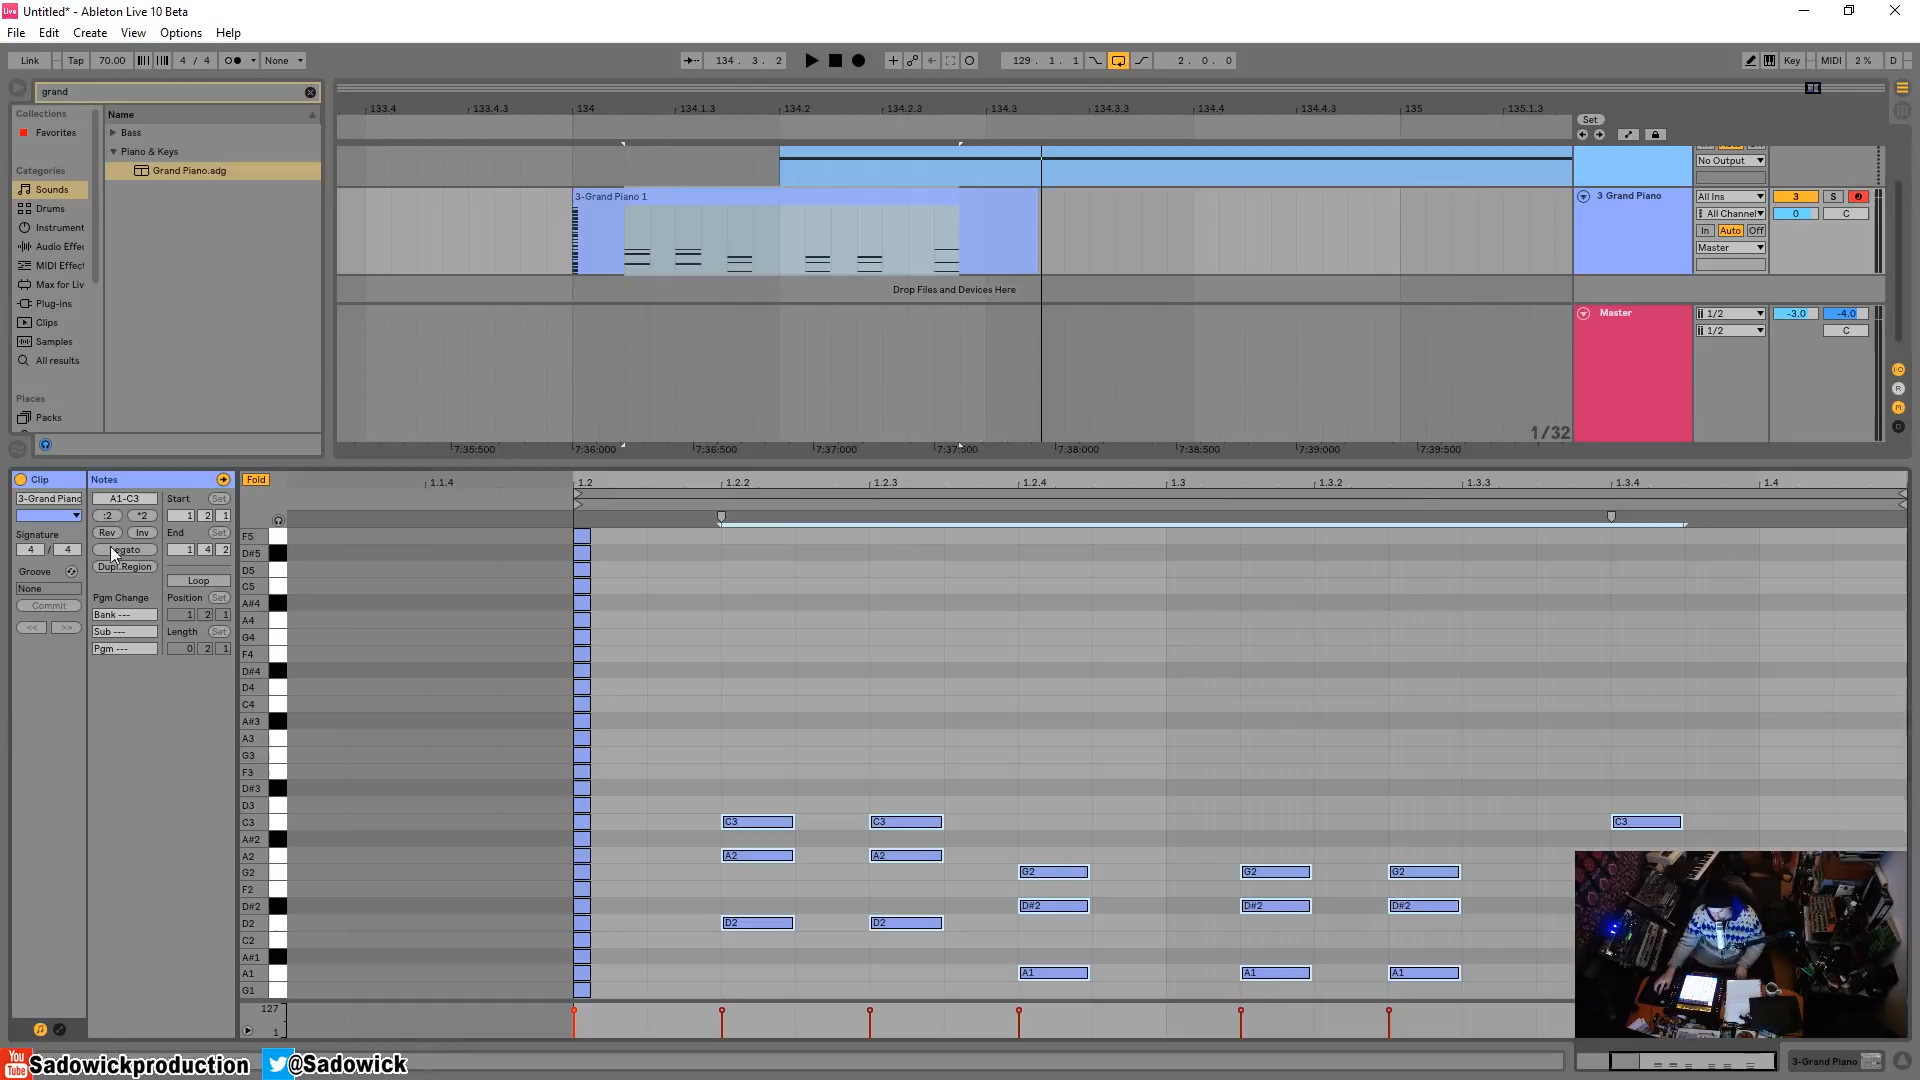 Untitled* - Ableton Live 10 Beta
File Edit Create View Options Help
Link Tap 70.00 4 / 4 None 134. 3. 2 129. 1. 1 2. 0. 0 Key MIDI 2 % D
grand
Collections
Favorites
Categories
Sounds
Drums
Instrument
Audio Effec
MIDI Effect
Max for Liv
Plug-ins
Clips
Samples
All results
Places
Packs
Name
Bass
Piano & Keys
Grand Piano.adg
133.4 133.4.3 134 134.1.3 134.2 134.2.3 134.3 134.3.3 134.4 134.4.3 135 135.1.3
Set
No Output
3-Grand Piano 1
3 Grand Piano All Ins 3 S
All Channel 0 C
In Auto Off
Master
Drop Files and Devices Here
Master 1/2 -3.0 -4.0
1/2 C
1/32
7:35:500 7:36:000 7:36:500 7:37:000 7:37:500 7:38:000 7:38:500 7:39:000 7:39:500
Clip
3-Grand Piano
Signature
4 / 4
Groove
None
Commit
<< >>
Notes
A1-C3
:2 *2
Rev Inv
Legato
Dupl.Region
Pgm Change
Bank ---
Sub ---
Pgm ---
Start Set
1 2 1
End Set
1 4 2
Loop
Position Set
1 2 1
Length Set
0 2 1
Fold
1.1.4 1.2 1.2.2 1.2.3 1.2.4 1.3 1.3.2 1.3.3 1.3.4 1.4
F5
D#5
D5
C5
A#4
A4
G4
F4
D#4
D4
C4
A#3
A3
G3
F3
D#3
D3
C3 C3 C3 C3
A#2
A2 A2 A2
G2 G2 G2 G2
F2
D#2 D#2 D#2 D#2
D2 D2 D2
C2
A#1
A1 A1 A1 A1
G1
127
1
You Tube Sadowickproduction @Sadowick
3-Grand Piano